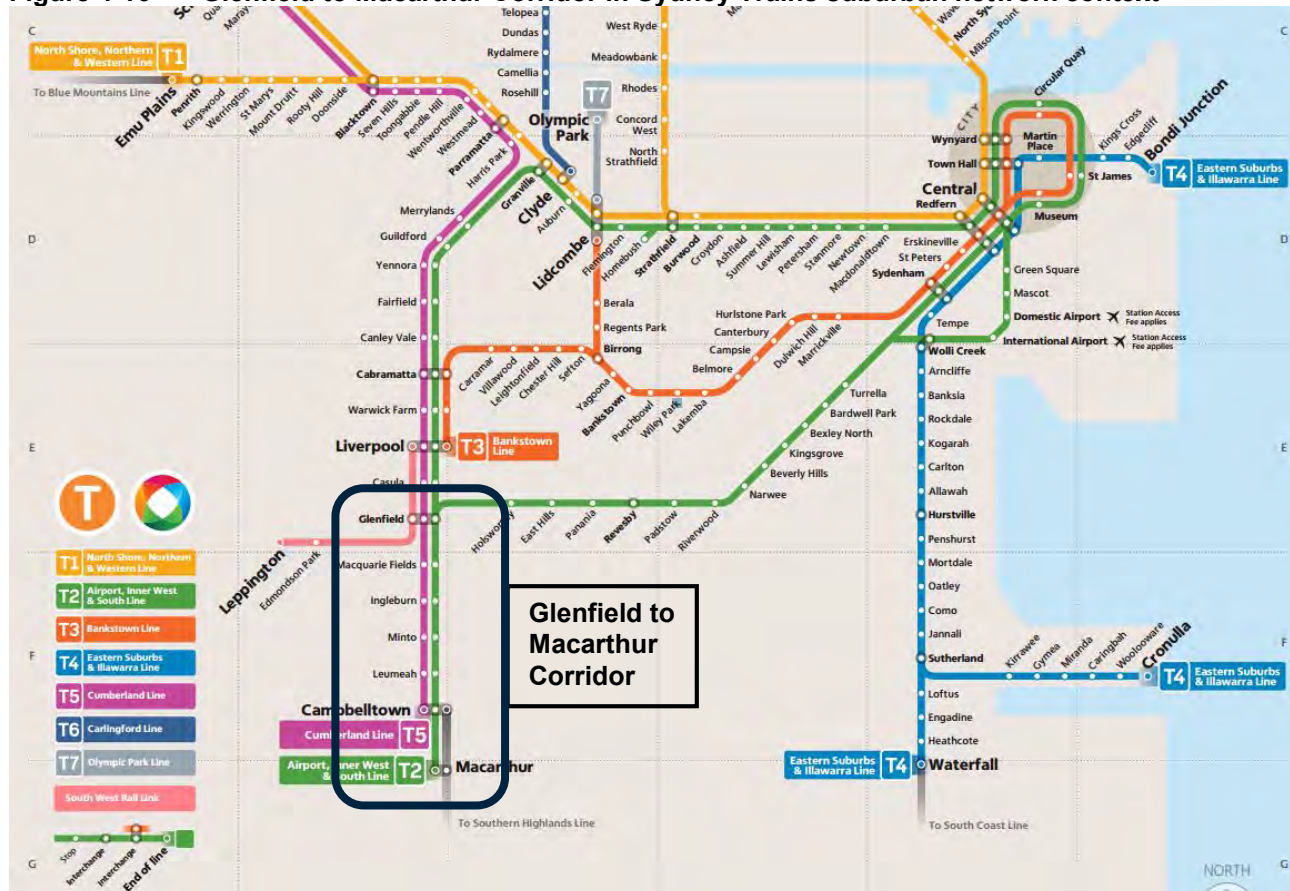 Figure 1-10 Glenfield to Macarthur Corridor in Sydney Trains suburban network context
C
C
North Shore, Northern
& Western Line
T1
To Blue Mountains Line
Emu Plains
Penrith
Kingswood
Werrington
St Marys
Mount Druitt
Rooty Hill
Doonside
Blacktown
Seven Hills
Toongabbie
Pendle Hill
Wentworthville
Westmead
Parramatta
Harris Park
Telopea
Dundas
Rydalmere
Camellia
Rosehill
T7
Olympic
Park
West Ryde
Meadowbank
Rhodes
Concord
West
North
Strathfield
Milsons Point
Circular Quay
CITY
Wynyard
Town Hall
Martin
Place
Central
Redfern
St James
Museum
Kings Cross
Edgecliff
Bondi Junction
T4
Eastern Suburbs
& Illawarra Line
D
D
Merrylands
Guildford
Yennora
Fairfield
Canley Vale
Cabramatta
Warwick Farm
Liverpool
Casula
Glenfield
Granville
Clyde
Auburn
Lidcombe
Flemington
Homebush
Strathfield
Burwood
Croydon
Ashfield
Summer Hill
Lewisham
Petersham
Stanmore
Newtown
Macdonaldtown
Erskineville
St Peters
Sydenham
Green Square
Mascot
Domestic Airport
Station Access
Fee applies
International Airport
Station Access
Fee applies
Tempe
Wolli Creek
Berala
Regents Park
Birrong
Carramar
Villawood
Leightonfield
Chester Hill
Sefton
Yagoona
Bankstown
Punchbowl
Wiley Park
Lakemba
Belmore
Campsie
Canterbury
Hurlstone Park
Dulwich Hill
Marrickville
T3
Bankstown
Line
E
E
Turrella
Bardwell Park
Bexley North
Kingsgrove
Beverly Hills
Narwee
Riverwood
Padstow
Revesby
Panania
East Hills
Holsworthy
Arncliffe
Banksia
Rockdale
Kogarah
Carlton
Allawah
Hurstville
Penshurst
Mortdale
Oatley
Como
Jannali
Sutherland
Loftus
Engadine
Heathcote
Kirrawee
Gymea
Miranda
Caringbah
Woolooware
Cronulla
T4
Eastern Suburbs
& Illawarra Line
Eastern Suburbs
& Illawarra Line
T4
Waterfall
To South Coast Line
Leppington
Edmondson Park
Macquarie Fields
Ingleburn
Minto
Leumeah
Campbelltown
Cumberland Line
T5
Airport, Inner West
& South Line
T2
Macarthur
To Southern Highlands Line
Glenfield to
Macarthur
Corridor
F
F
T
T1 North Shore, Northern
& Western Line
T2 Airport, Inner West
& South Line
T3 Bankstown Line
T4 Eastern Suburbs
& Illawarra Line
T5 Cumberland Line
T6 Carlingford Line
T7 Olympic Park Line
South West Rail Link
Stop
Interchange
Interchange
End of line
G
G
NORTH